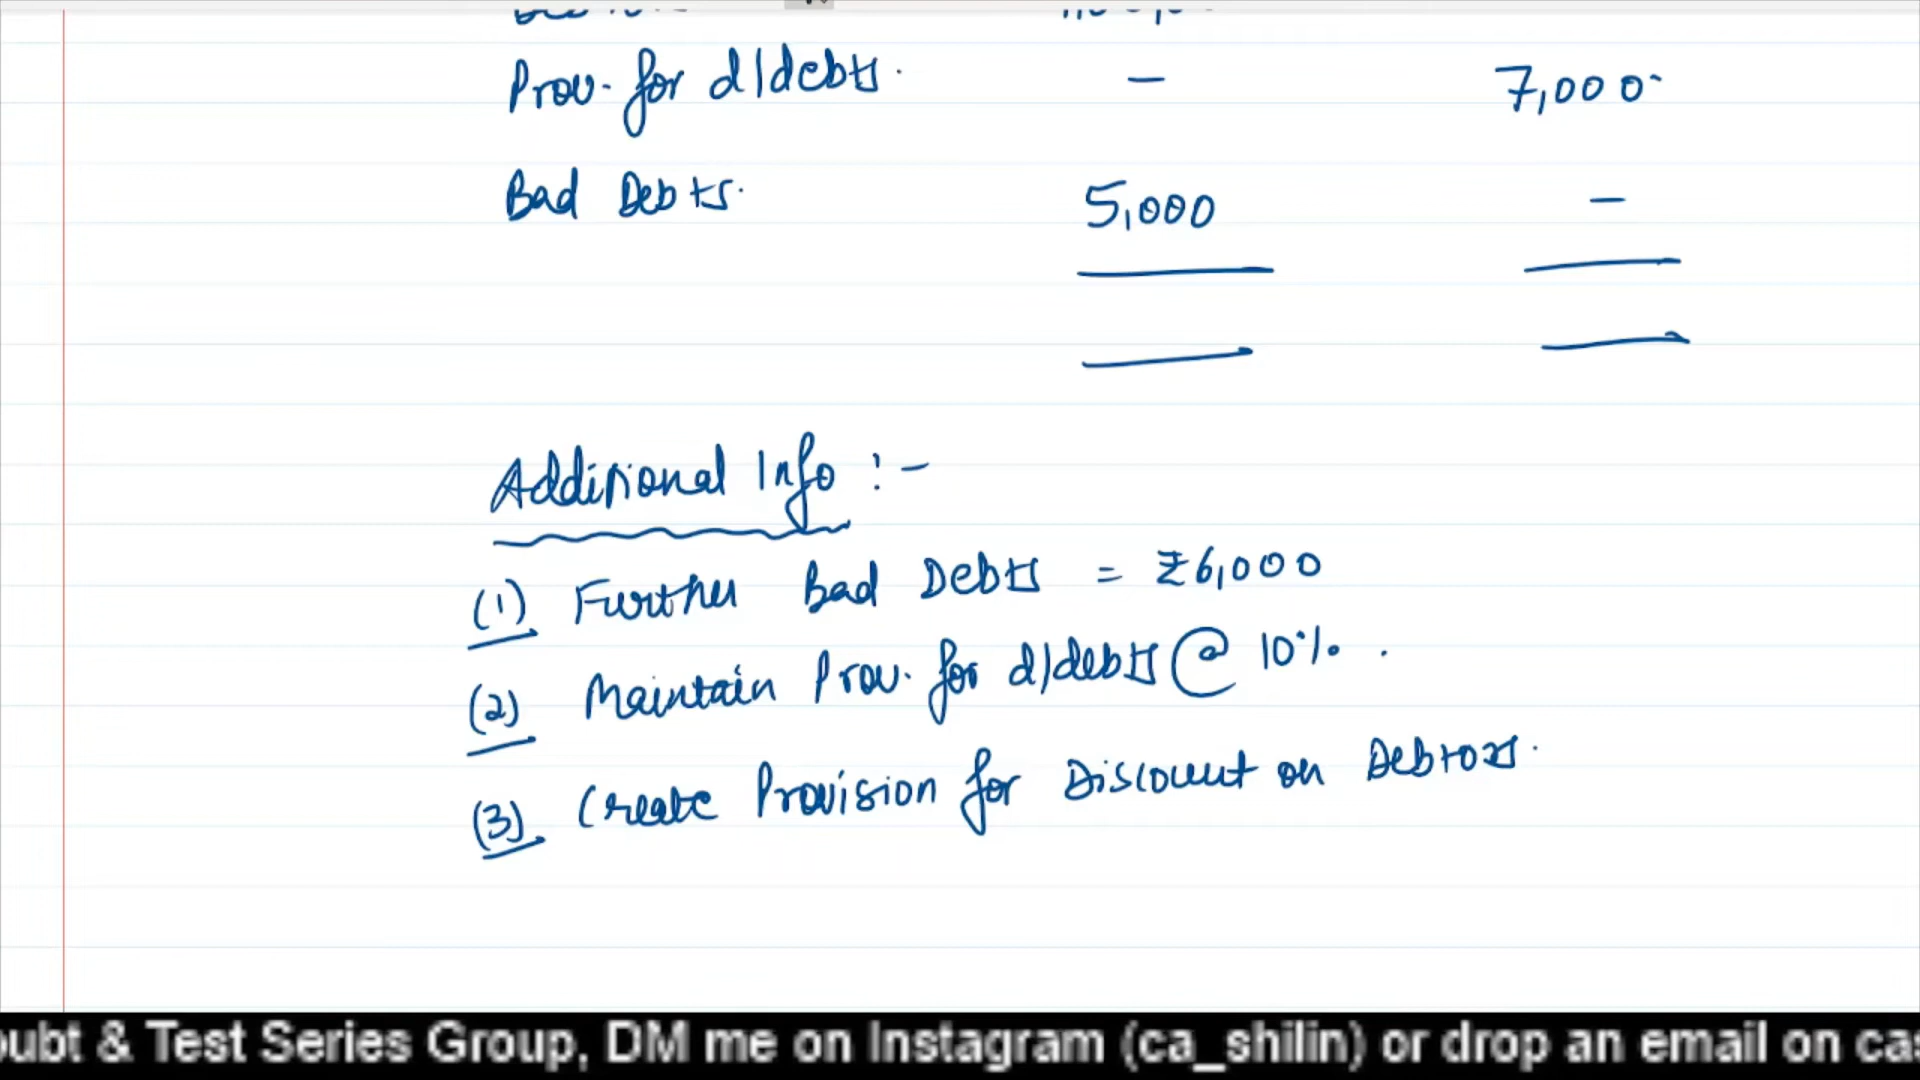 Prov. for d/debts. - 7,000
Bad Debts. 5,000 -
Additional Info :-
(1) Further Bad Debts = ₹6,000
(2) Maintain Prov. for d/debts @ 10% .
(3) Create Provision for Discount on Debtors.
oubt & Test Series Group, DM me on Instagram (ca_shilin) or drop an email on cas